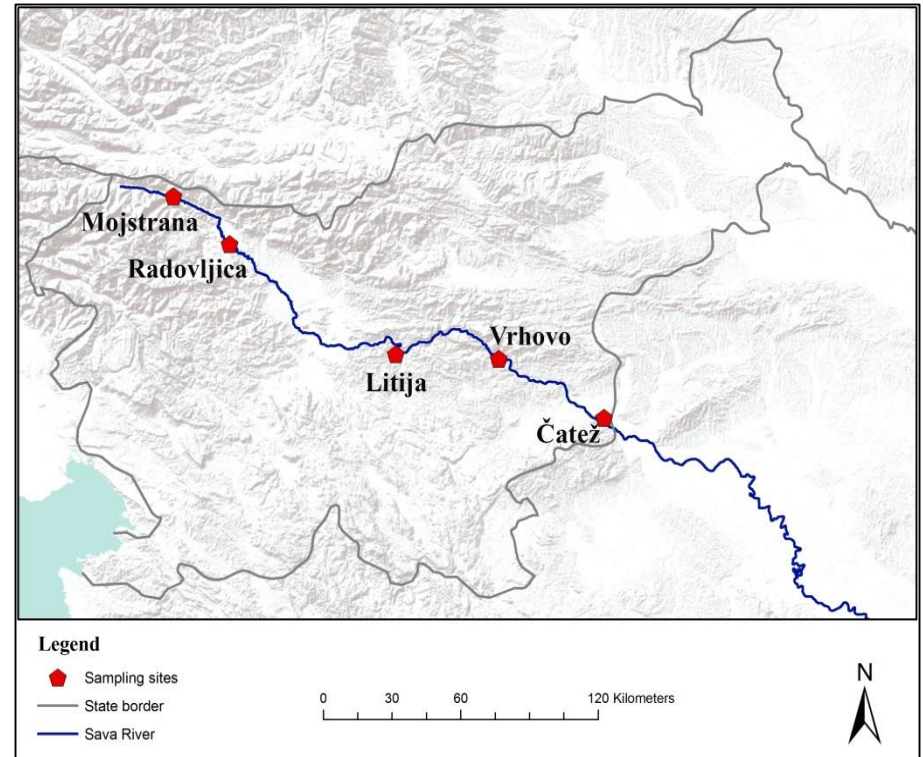 Mojstrana
Radovljica
Vrhovo
Litija
Čatež
Legend
Sampling sites
State border
Sava River
0 30 60 120 Kilometers
N